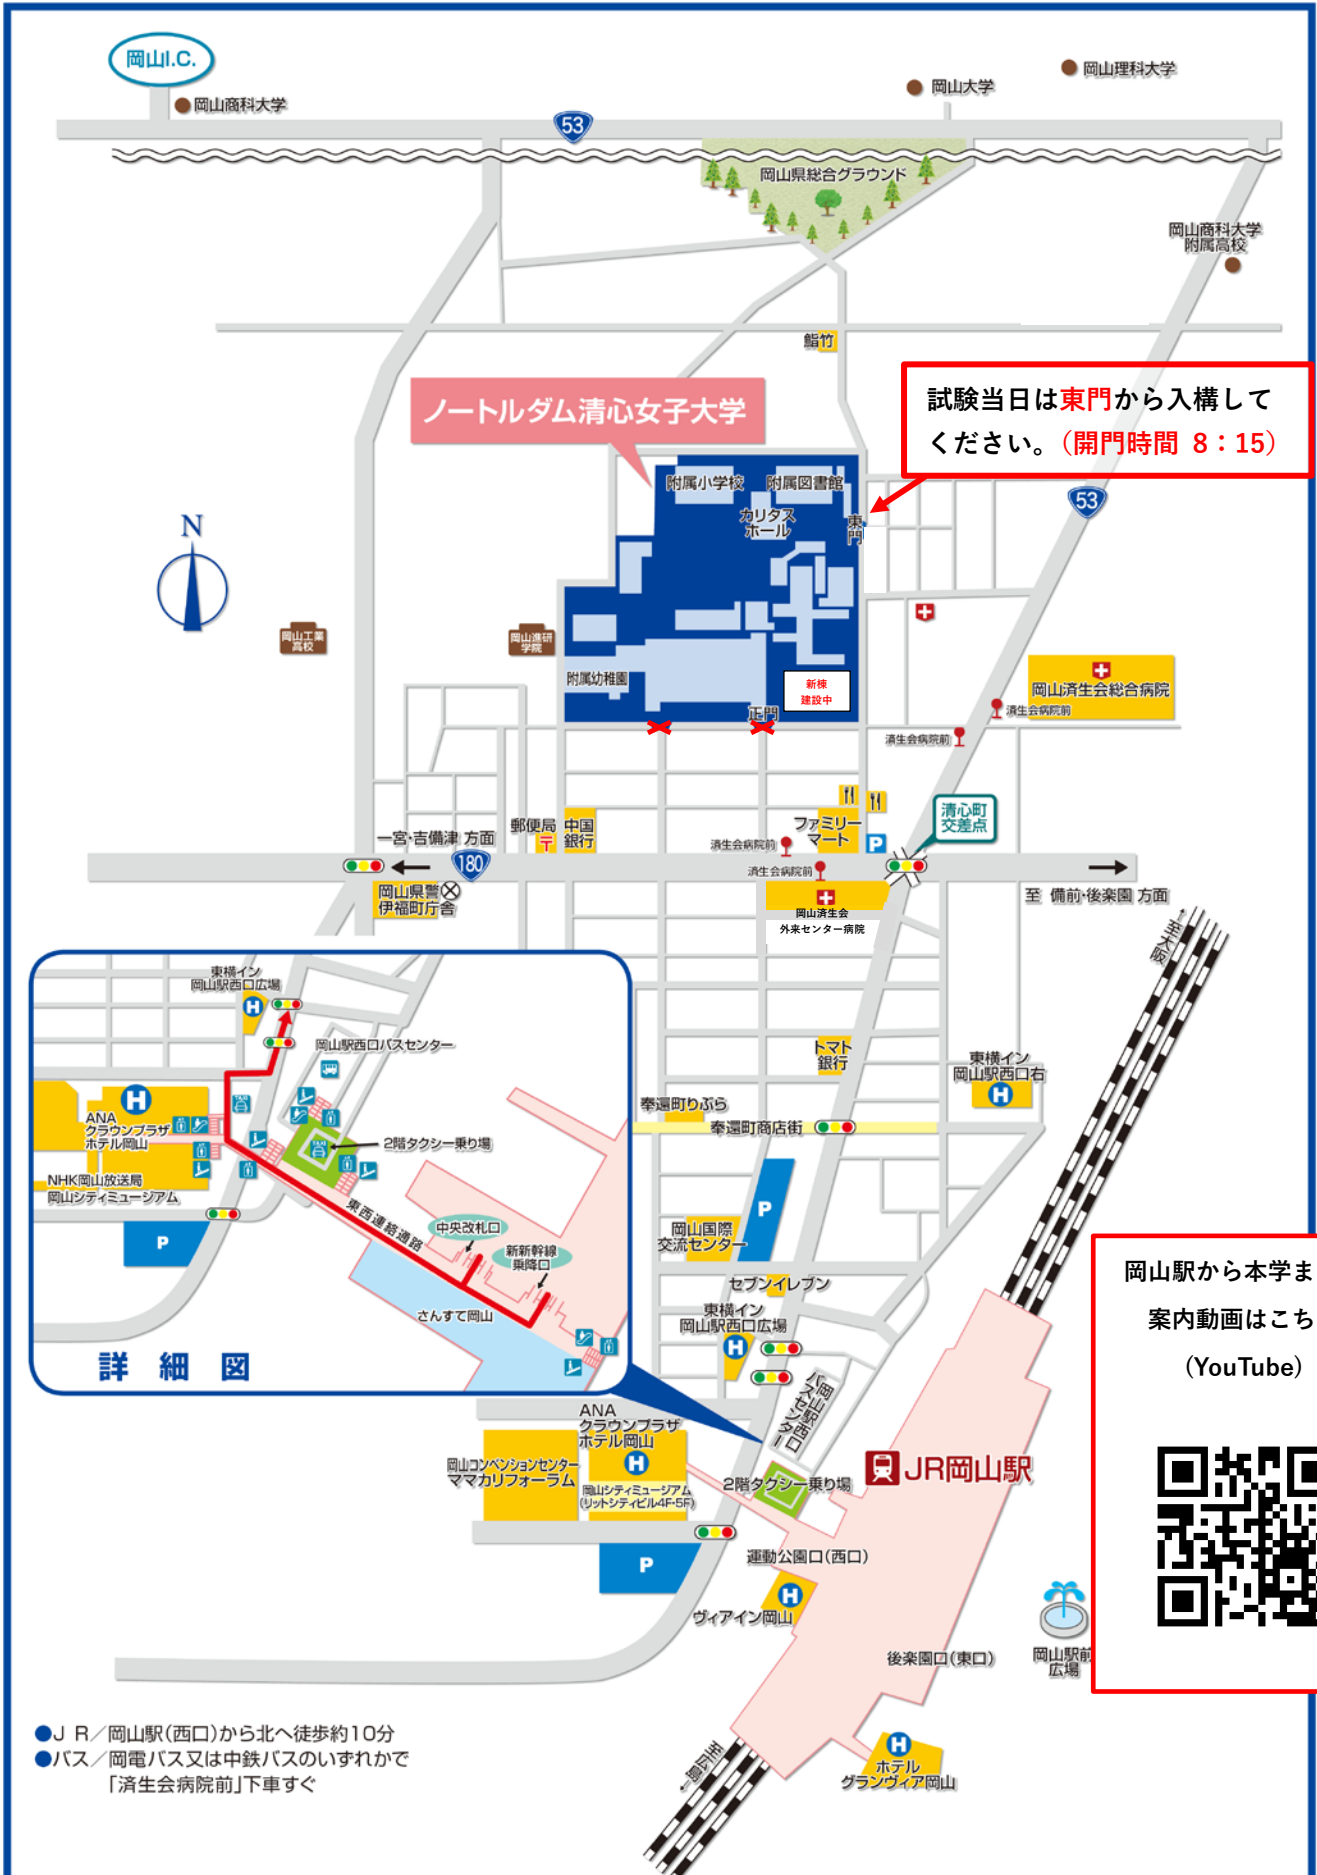 岡山I.C.
岡山商科大学
53
岡山大学
岡山理科大学
岡山県総合グラウンド
岡山商科大学
附属高校
鮨竹
ノートルダム清心女子大学
試験当日は東門から入構して
ください。（開門時間 8：15）
附属小学校
附属図書館
カリタス
ホール
東門
53
N
岡山工業
高校
岡山進研
学院
附属幼稚園
新棟
建設中
正門
岡山済生会総合病院
済生会病院前
済生会病院前
清心町
交差点
ファミリー
マート
P
郵便局
中国
銀行
一宮・吉備津 方面
180
済生会病院前
済生会病院前
岡山県警
伊福町庁舎
岡山済生会
外来センター病院
至 備前・後楽園 方面
至大阪
東横イン
岡山駅西口広場
H
岡山駅西口バスセンター
H
ANA
クラウンプラザ
ホテル岡山
TAXI
TAXI
2階タクシー乗り場
NHK岡山放送局
岡山シティミュージアム
P
東西連絡通路
中央改札口
新新幹線
乗降口
さんすて岡山
詳細図
トマト
銀行
東横イン
岡山駅西口右
H
奉還町りぶら
奉還町商店街
P
岡山国際
交流センター
セブンイレブン
東横イン
岡山駅西口広場
H
岡山駅西口
バスセンター
岡山駅から本学ま
案内動画はこち
（YouTube）
ANA
クラウンプラザ
ホテル岡山
H
岡山コンベンションセンター
ママカリフォーラム
岡山シティミュージアム
(リットシティビル4F・5F)
2階タクシー乗り場
JR岡山駅
P
運動公園口(西口)
H
ヴィアイン岡山
後楽園口(東口)
岡山駅前
広場
至広島
H
ホテル
グランヴィア岡山
●ＪＲ／岡山駅(西口)から北へ徒歩約10分
●バス／岡電バス又は中鉄バスのいずれかで
「済生会病院前」下車すぐ